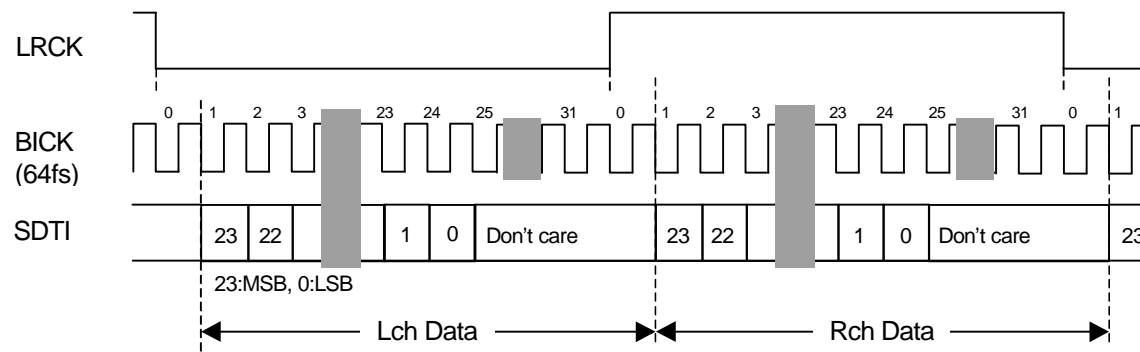 LRCK
0 1 2 3 23 24 25 31 0 1 2 3 23 24 25 31 0 1
BICK
(64fs)
SDTI 23 22 1 0 Don't care 23 22 1 0 Don't care 23
23:MSB, 0:LSB
Lch Data Rch Data